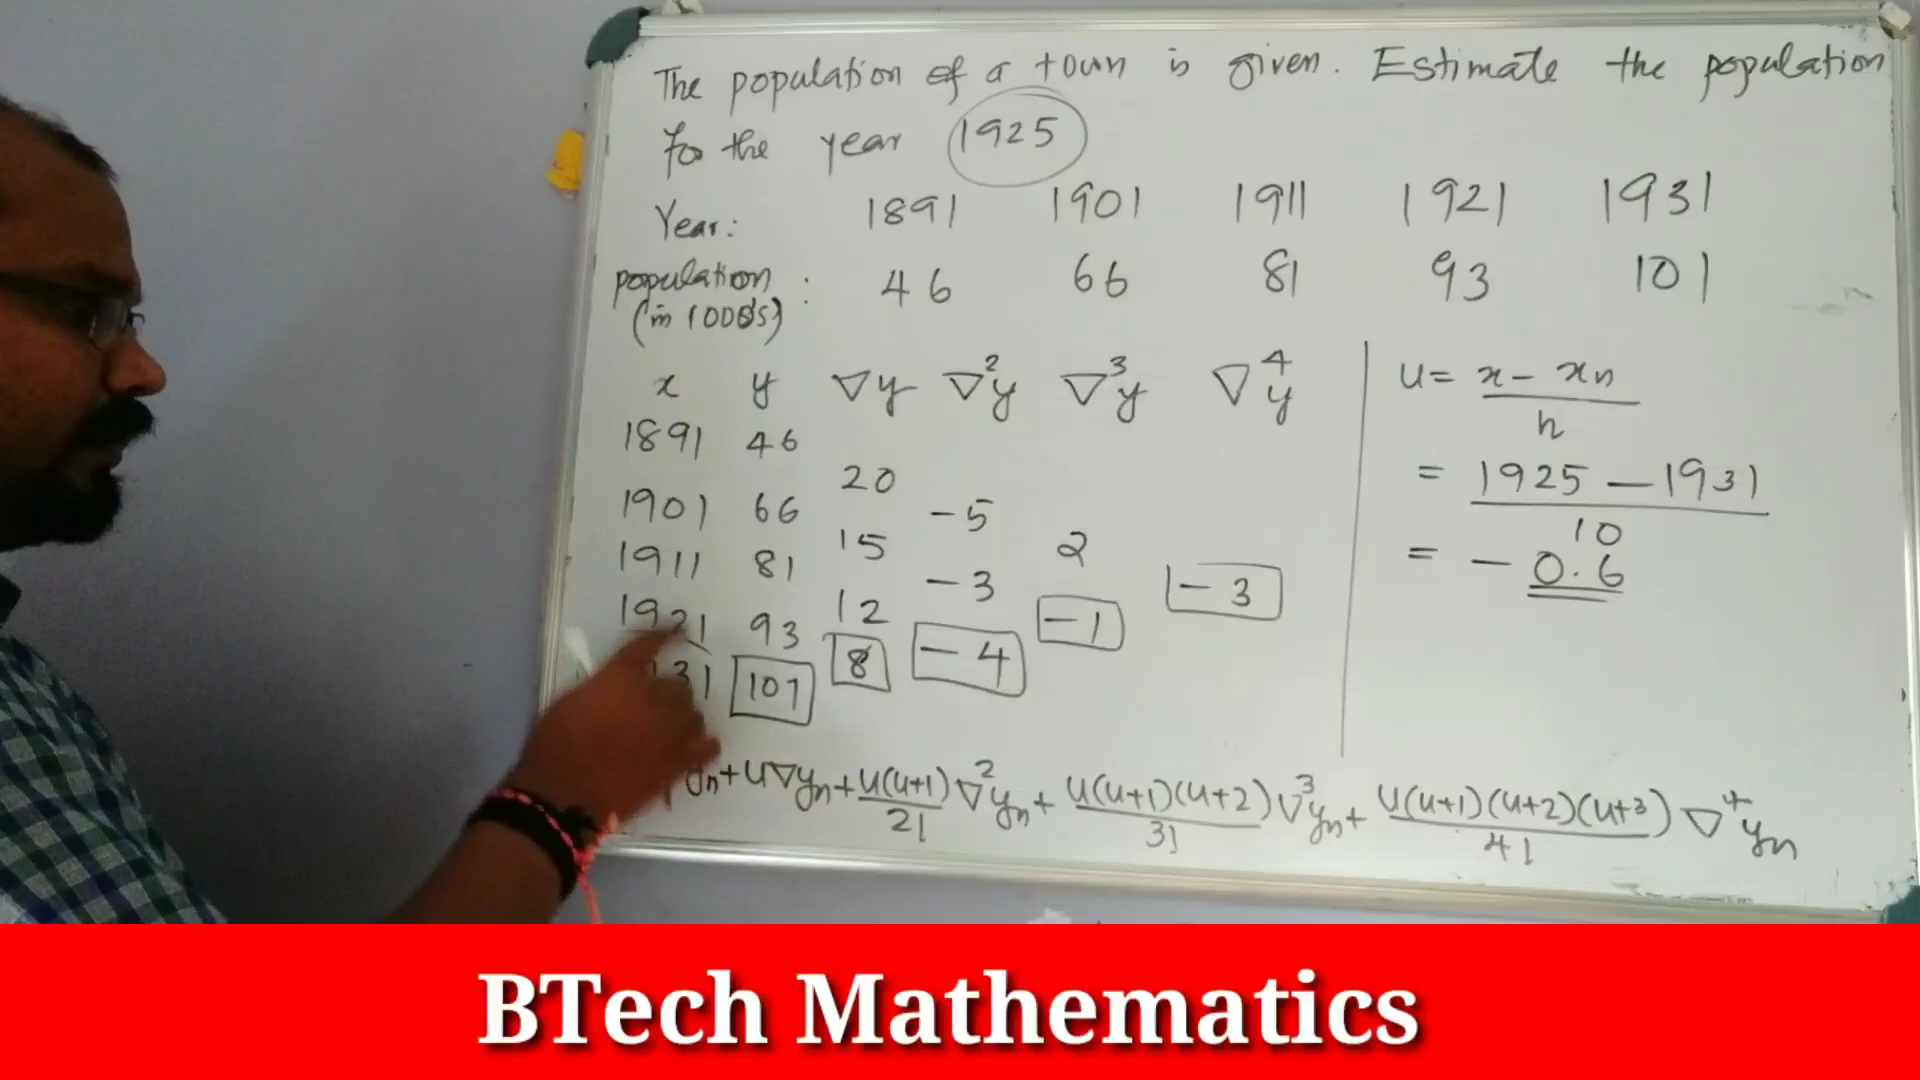 The population of a town is given. Estimate the population
for the year 1925
Year: 1891 1901 1911 1921 1931
population (in 1000's) : 46 66 81 93 101
x y ∇y ∇²y ∇³y ∇⁴y
1891 46
20
1901 66 -5
15 2
1911 81 -3 -3
12 -1
1921 93 -4
8
31 101
yn + u∇yn + u(u+1)/2! ∇²yn + u(u+1)(u+2)/3! ∇³yn + u(u+1)(u+2)(u+3)/4! ∇⁴yn
u = x - xn / h
= 1925 - 1931 / 10
= - 0.6
BTech Mathematics